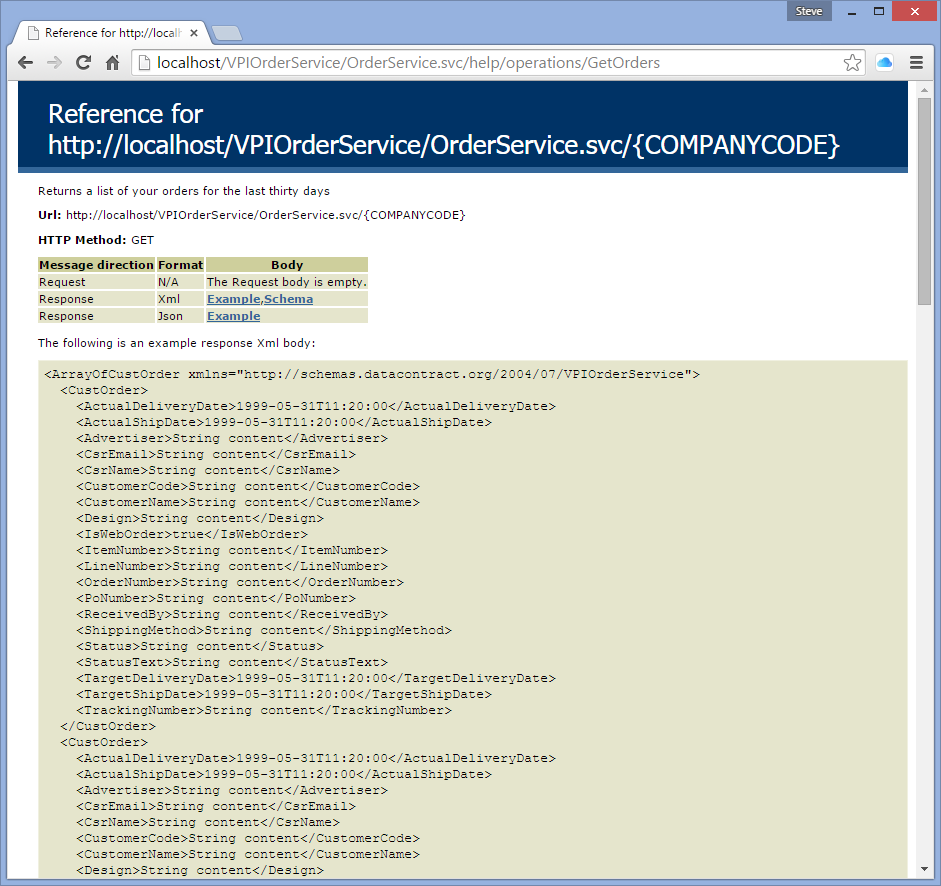 Steve
Reference for http://locall
localhost/VPIOrderService/OrderService.svc/help/operations/GetOrders
Reference for
http://localhost/VPIOrderService/OrderService.svc/{COMPANYCODE}
Returns a list of your orders for the last thirty days
Url: http://localhost/VPIOrderService/OrderService.svc/{COMPANYCODE}
HTTP Method: GET
Message direction Format Body
Request N/A The Request body is empty.
Response Xml Example,Schema
Response Json Example
The following is an example response Xml body:
<ArrayOfCustOrder xmlns="http://schemas.datacontract.org/2004/07/VPIOrderService">
<CustOrder>
<ActualDeliveryDate>1999-05-31T11:20:00</ActualDeliveryDate>
<ActualShipDate>1999-05-31T11:20:00</ActualShipDate>
<Advertiser>String content</Advertiser>
<CsrEmail>String content</CsrEmail>
<CsrName>String content</CsrName>
<CustomerCode>String content</CustomerCode>
<CustomerName>String content</CustomerName>
<Design>String content</Design>
<IsWebOrder>true</IsWebOrder>
<ItemNumber>String content</ItemNumber>
<LineNumber>String content</LineNumber>
<OrderNumber>String content</OrderNumber>
<PoNumber>String content</PoNumber>
<ReceivedBy>String content</ReceivedBy>
<ShippingMethod>String content</ShippingMethod>
<Status>String content</Status>
<StatusText>String content</StatusText>
<TargetDeliveryDate>1999-05-31T11:20:00</TargetDeliveryDate>
<TargetShipDate>1999-05-31T11:20:00</TargetShipDate>
<TrackingNumber>String content</TrackingNumber>
</CustOrder>
<CustOrder>
<ActualDeliveryDate>1999-05-31T11:20:00</ActualDeliveryDate>
<ActualShipDate>1999-05-31T11:20:00</ActualShipDate>
<Advertiser>String content</Advertiser>
<CsrEmail>String content</CsrEmail>
<CsrName>String content</CsrName>
<CustomerCode>String content</CustomerCode>
<CustomerName>String content</CustomerName>
<Design>String content</Design>